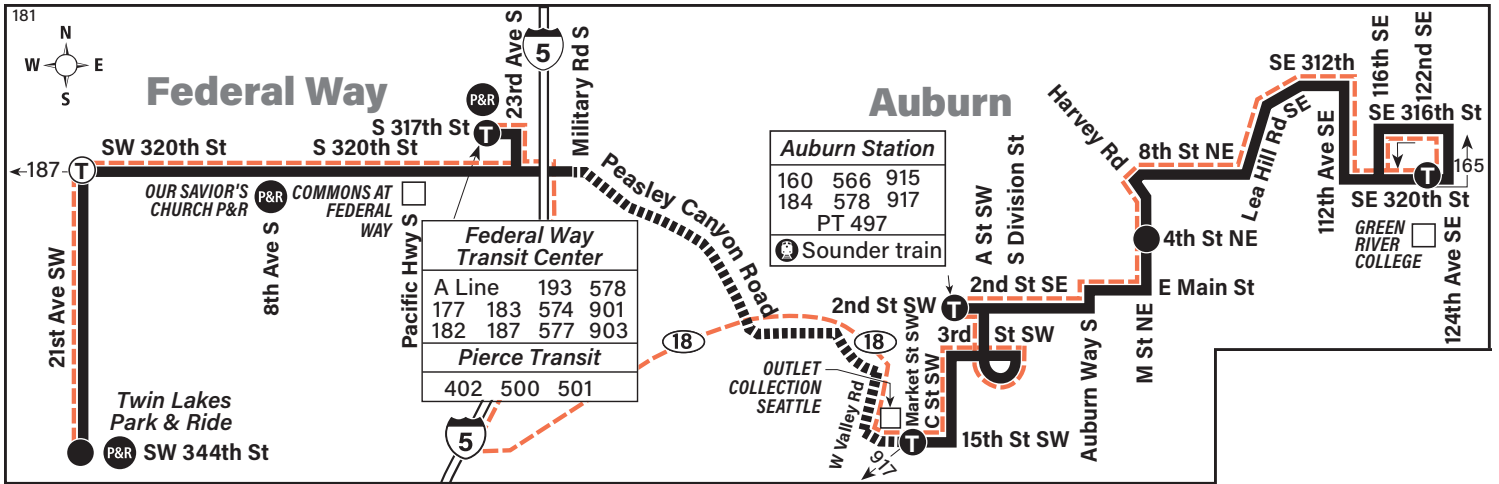 181
N
W E
S
Federal Way
P&R
S 317th St
T
23rd Ave S
5
Military Rd S
187
T
SW 320th St
S 320th St
OUR SAVIOR'S
CHURCH P&R
P&R
8th Ave S
COMMONS AT
FEDERAL
WAY
Pacific Hwy S
21st Ave SW
Twin Lakes
Park & Ride
P&R
SW 344th St
Federal Way
Transit Center
A Line 193 578
177 183 574 901
182 187 577 903
Pierce Transit
402 500 501
5
Peasley Canyon Road
18
18
Auburn
Auburn Station
160 566 915
184 578 917
PT 497
Sounder train
OUTLET
COLLECTION
SEATTLE
W Valley Rd
917
T
Market St SW
C St SW
15th St SW
2nd St SW
T
3rd St SW
A St SW
S Division St
2nd St SE
Auburn Way S
E Main St
M St NE
4th St NE
Harvey Rd
8th St NE
Lea Hill Rd SE
SE 312th
112th Ave SE
116th SE
122nd SE
SE 316th St
T
165
SE 320th St
GREEN
RIVER
COLLEGE
124th Ave SE